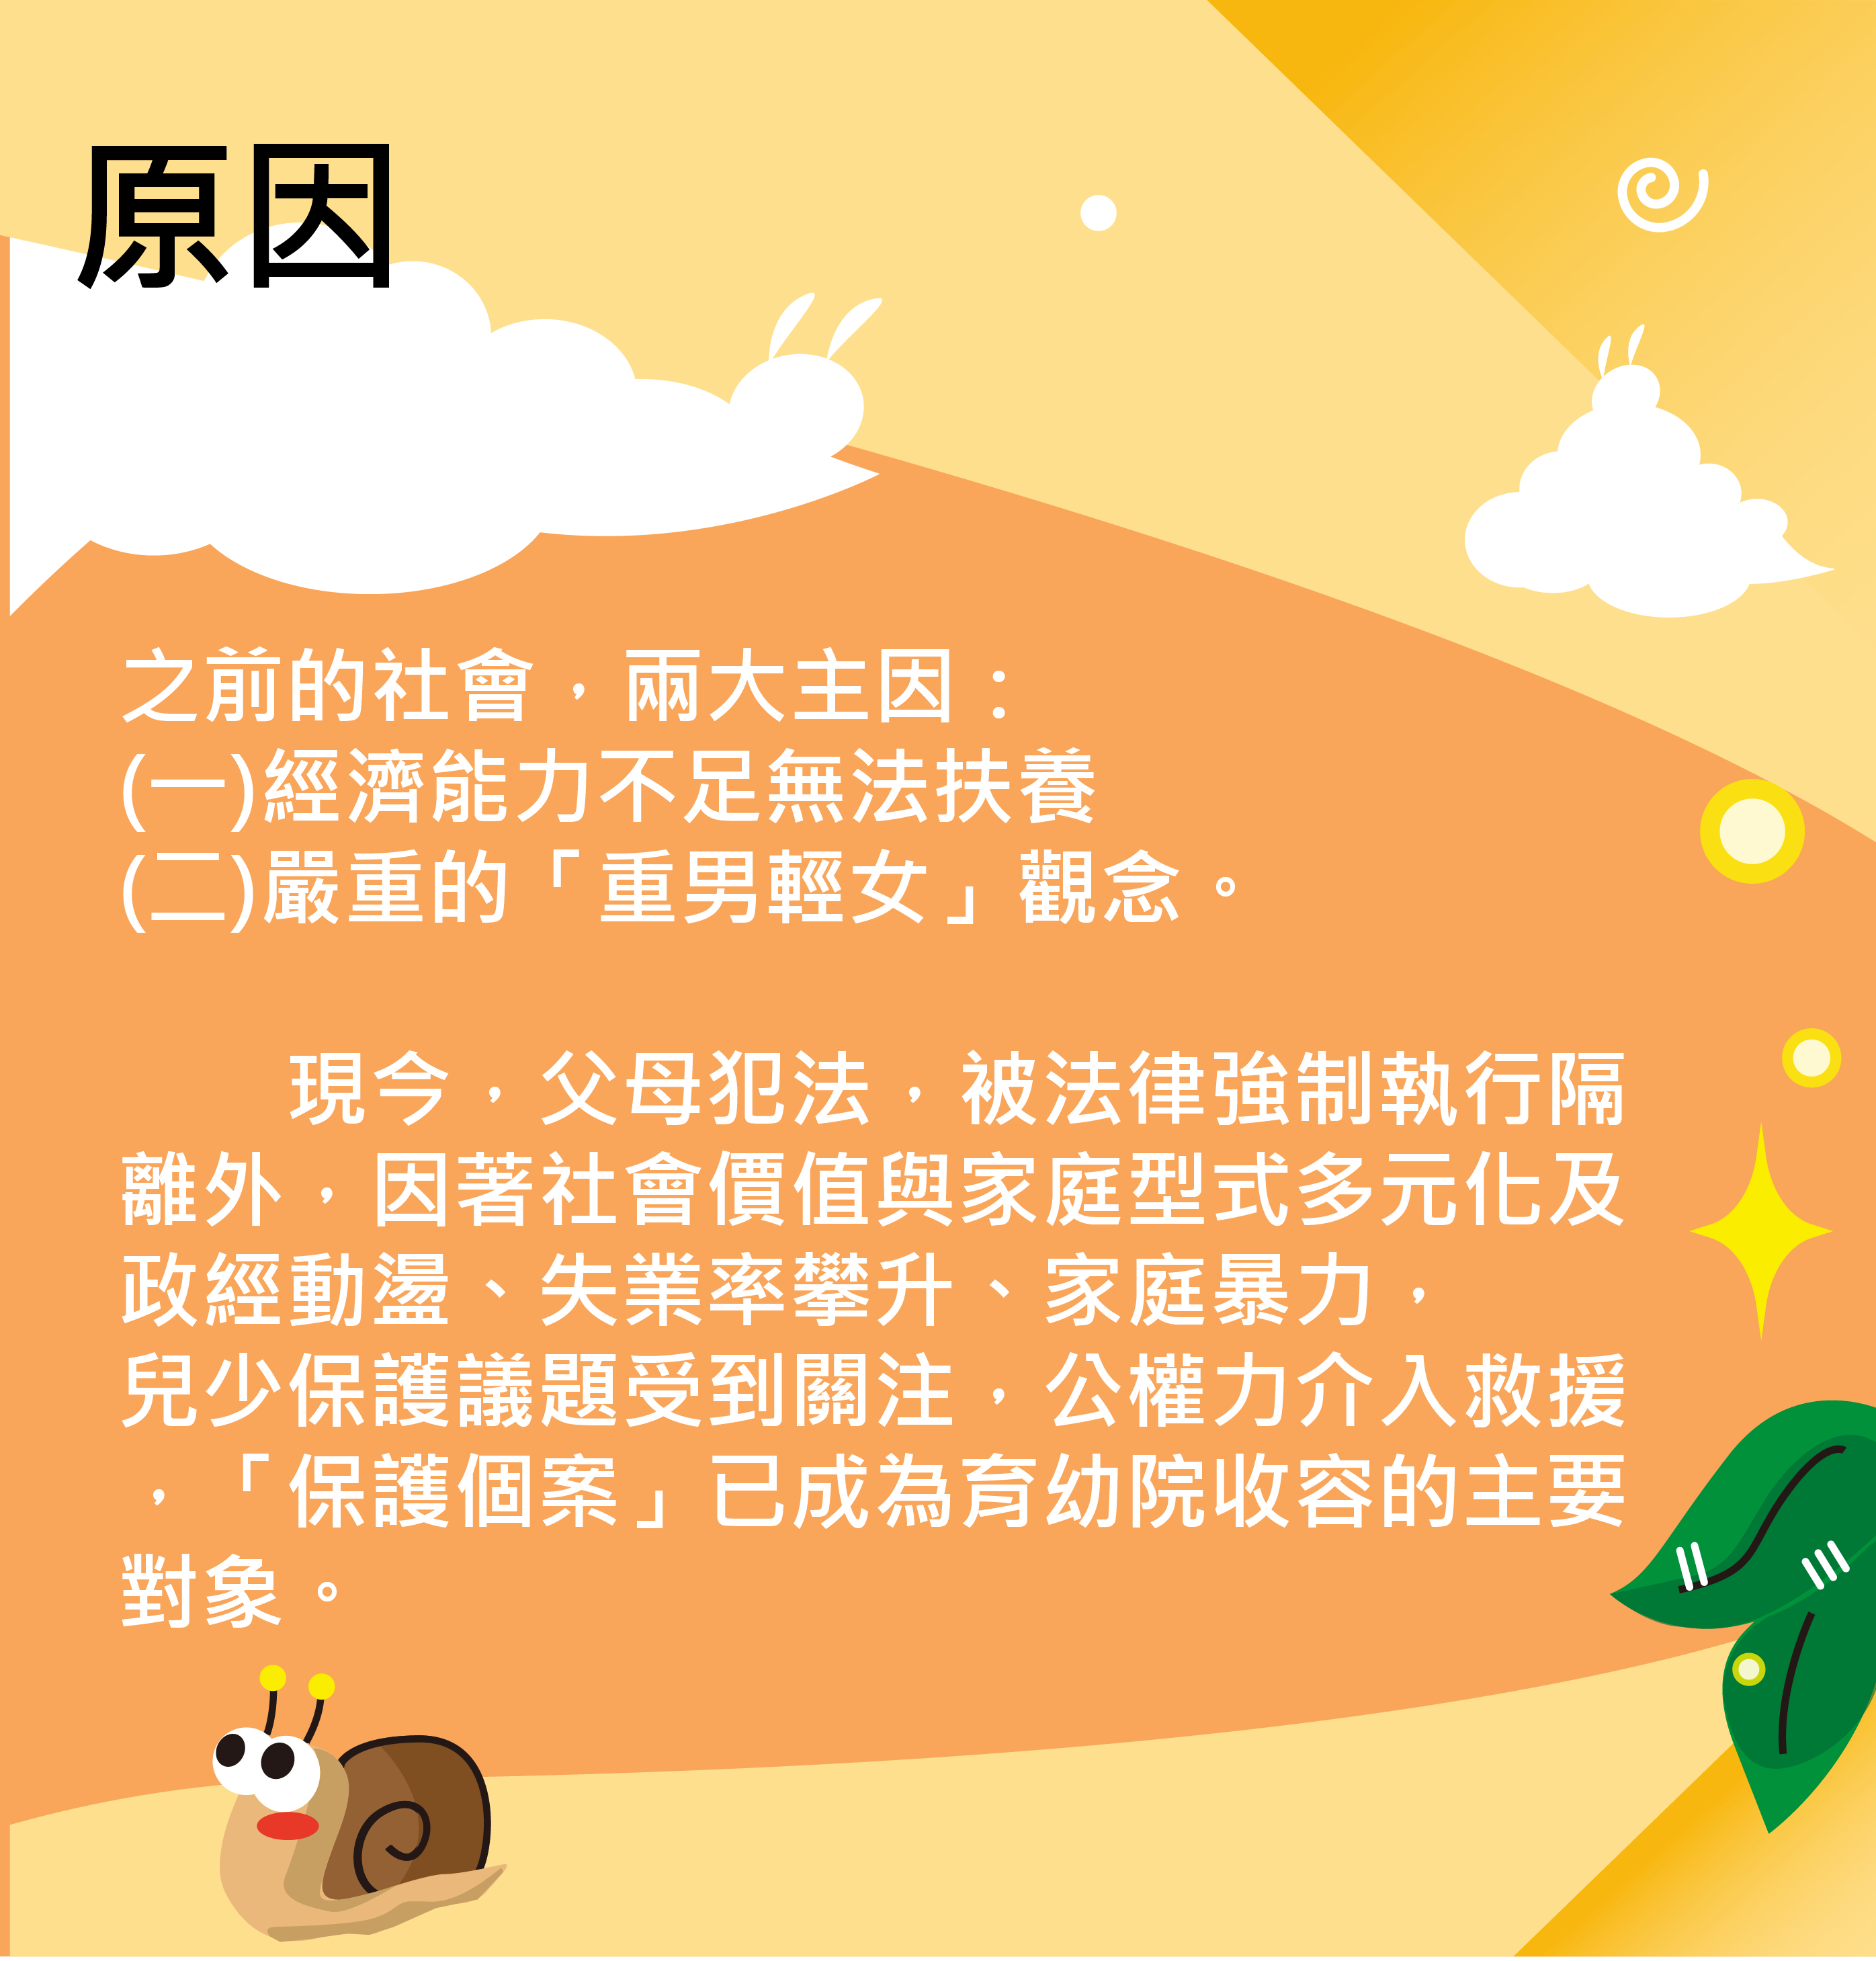 原因
之前的社會，兩大主因：
(一)經濟能力不足無法扶養
(二)嚴重的「重男輕女」觀念。
現今，父母犯法，被法律強制執行隔
離外，因著社會價值與家庭型式多元化及
政經動盪、失業率攀升、家庭暴力，
兒少保護議題受到關注，公權力介入救援
，「保護個案」已成為育幼院收容的主要
對象。